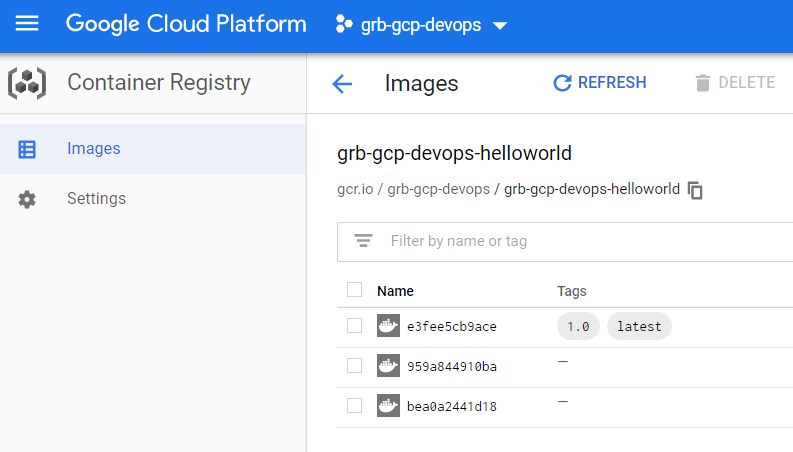 Google Cloud Platform grb-gcp-devops
Container Registry
Images REFRESH DELETE
Images
Settings
grb-gcp-devops-helloworld
gcr.io / grb-gcp-devops / grb-gcp-devops-helloworld
Filter by name or tag
Name Tags
e3fee5cb9ace 1.0 latest
959a844910ba —
bea0a2441d18 —